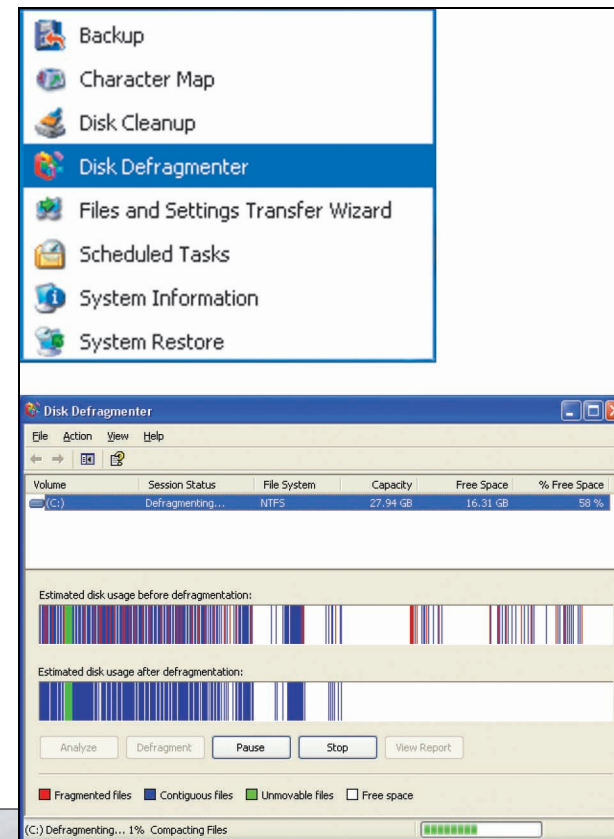 Backup
Character Map
Disk Cleanup
Disk Defragmenter
Files and Settings Transfer Wizard
Scheduled Tasks
System Information
System Restore
Disk Defragmenter
File Action View Help
Volume Session Status File System Capacity Free Space % Free Space
(C:) Defragmenting... NTFS 27.94 GB 16.31 GB 58 %
Estimated disk usage before defragmentation:
Estimated disk usage after defragmentation:
Analyze Defragment Pause Stop View Report
Fragmented files Contiguous files Unmovable files Free space
(C:) Defragmenting... 1% Compacting Files